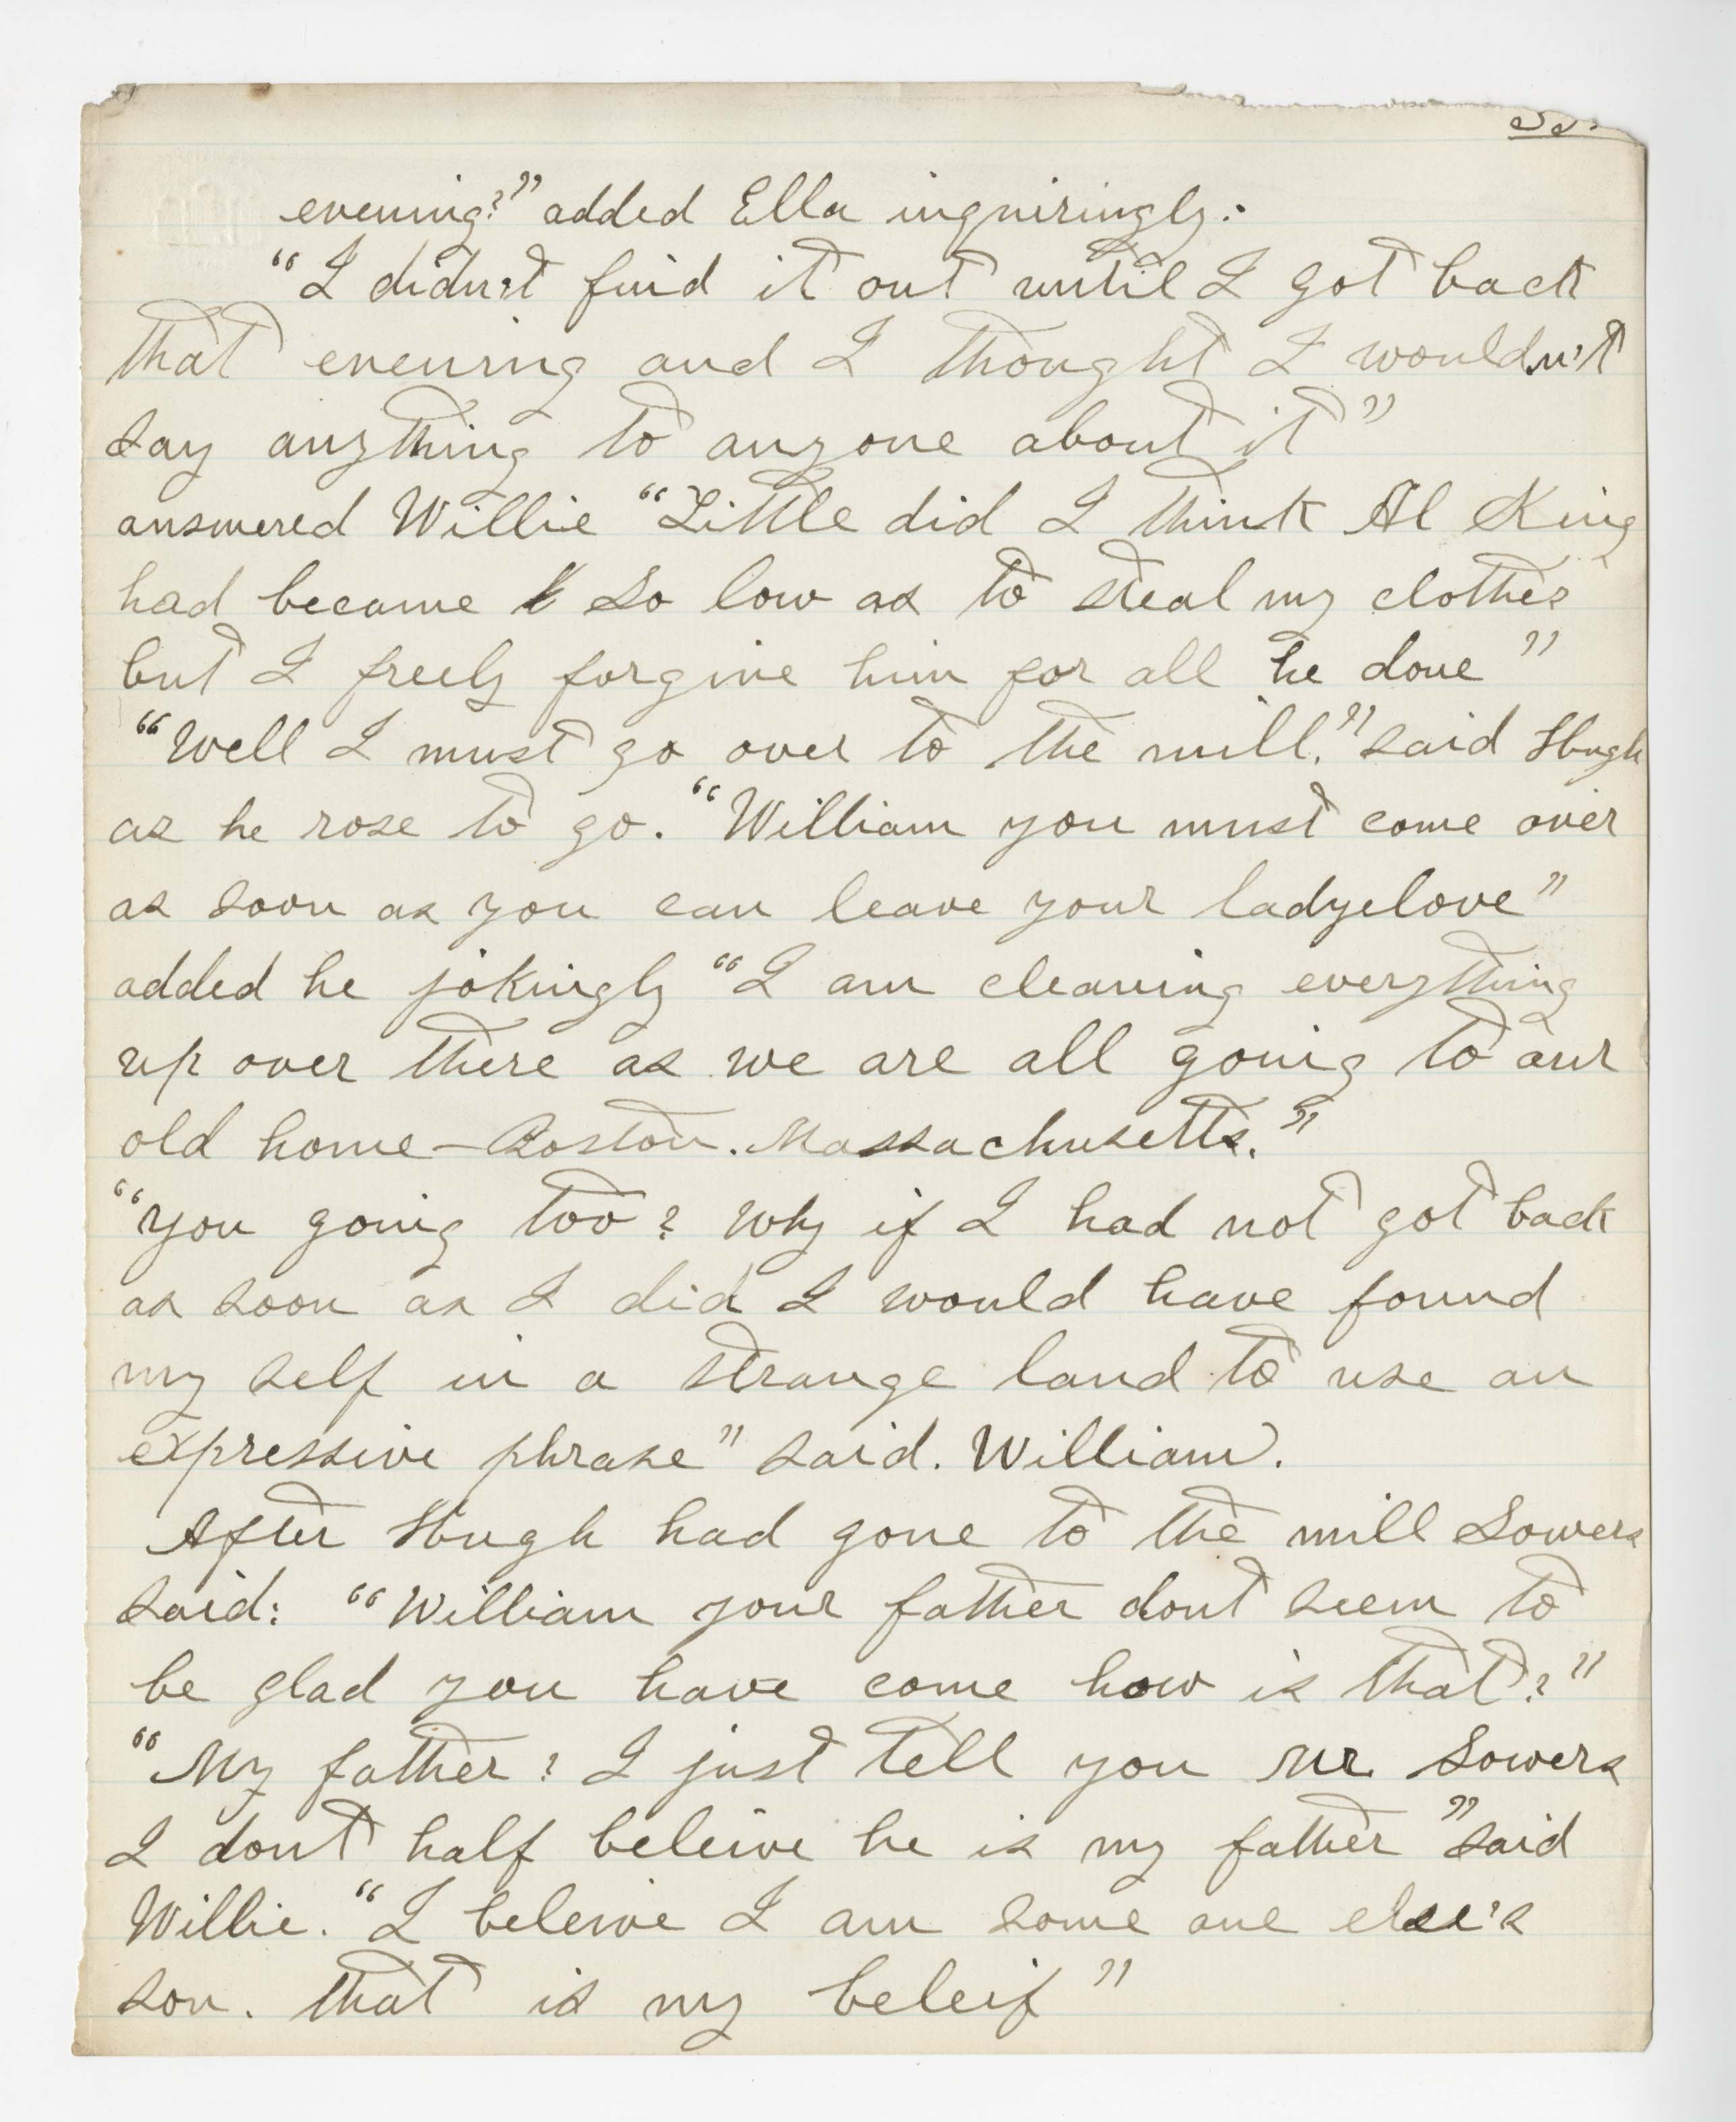 evening?" added Ella inquiringly.
"I didn't find it out until I got back
that evening and I thought I wouldn't
say anything to anyone about it"
answered Willie "Little did I think Al King
had became so low as to steal my clothes
but I freely forgive him for all he done"
"Well I must go over to the mill." said Hugh
as he rose to go. "William you must come over
as soon as you can leave your ladyelove"
added he jokingly "I am cleaning everything
up over there as we are all going to our
old home—Boston. Massachusetts."
"You going too? Why if I had not got back
as soon as I did I would have found
my self in a strange land to use an
expressive phrase" said. William.
After Hugh had gone to the mill Sowers
said: "William your father dont seem to
be glad you have come how is that?"
"My father? I just tell you Mr. Sowers
I dont half beleive he is my father" said
Willie. "I beleive I am some one else's
son. that is my beleif"